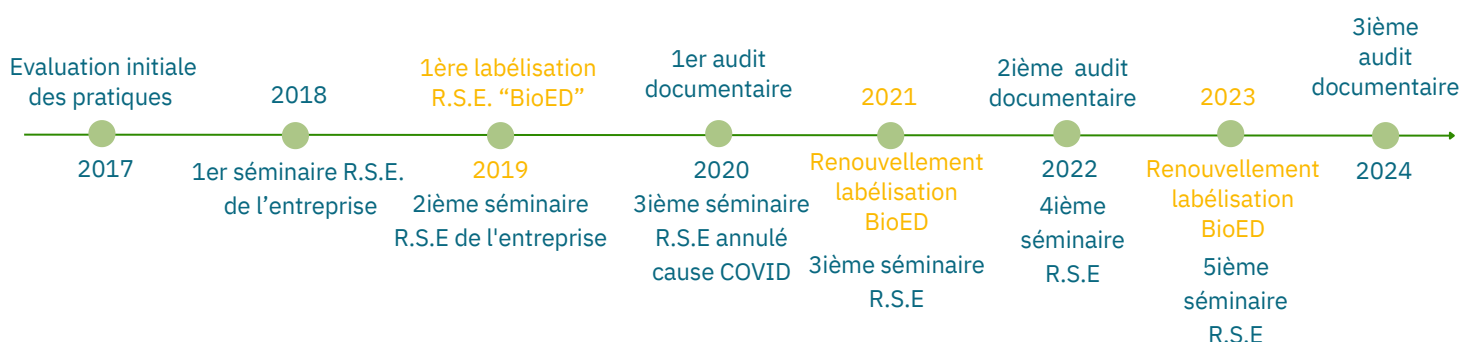 Evaluation initiale
des pratiques
2017
2018
1er séminaire R.S.E.
de l’entreprise
1ère labélisation
R.S.E. “BioED”
2019
2ième séminaire
R.S.E de l'entreprise
1er audit
documentaire
2020
3ième séminaire
R.S.E annulé
cause COVID
2021
Renouvellement
labélisation
BioED
3ième séminaire
R.S.E
2ième audit
documentaire
2022
4ième
séminaire
R.S.E
2023
Renouvellement
labélisation
BioED
5ième
séminaire
R.S.E
3ième
audit
documentaire
2024